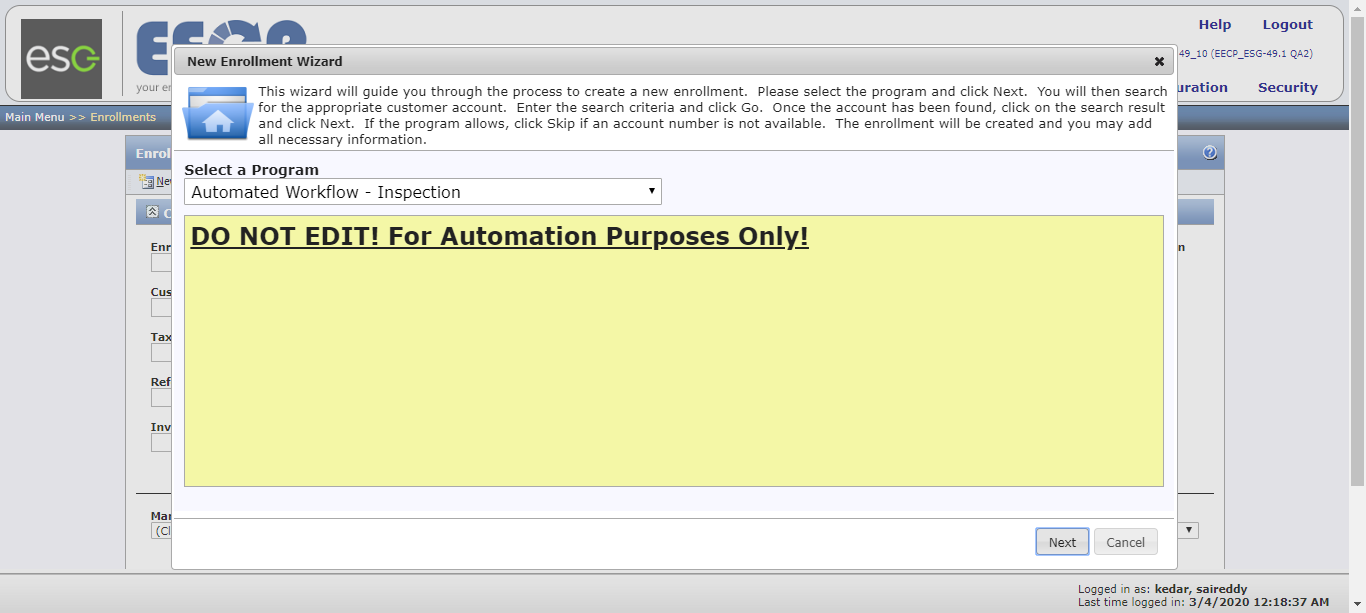 esg
EECP
your en
Help Logout
49_10 (EECP_ESG-49.1 QA2)
uration Security
Main Menu >> Enrollments
New Enrollment Wizard
This wizard will guide you through the process to create a new enrollment. Please select the program and click Next. You will then search
for the appropriate customer account. Enter the search criteria and click Go. Once the account has been found, click on the search result
and click Next. If the program allows, click Skip if an account number is not available. The enrollment will be created and you may add
all necessary information.
Enrol
New
C
Select a Program
Automated Workflow - Inspection
DO NOT EDIT! For Automation Purposes Only!
Enr
n
Cus
Tax
Ref
Inv
Mar
(Cl
Next Cancel
Logged in as: kedar, saireddy
Last time logged in: 3/4/2020 12:18:37 AM